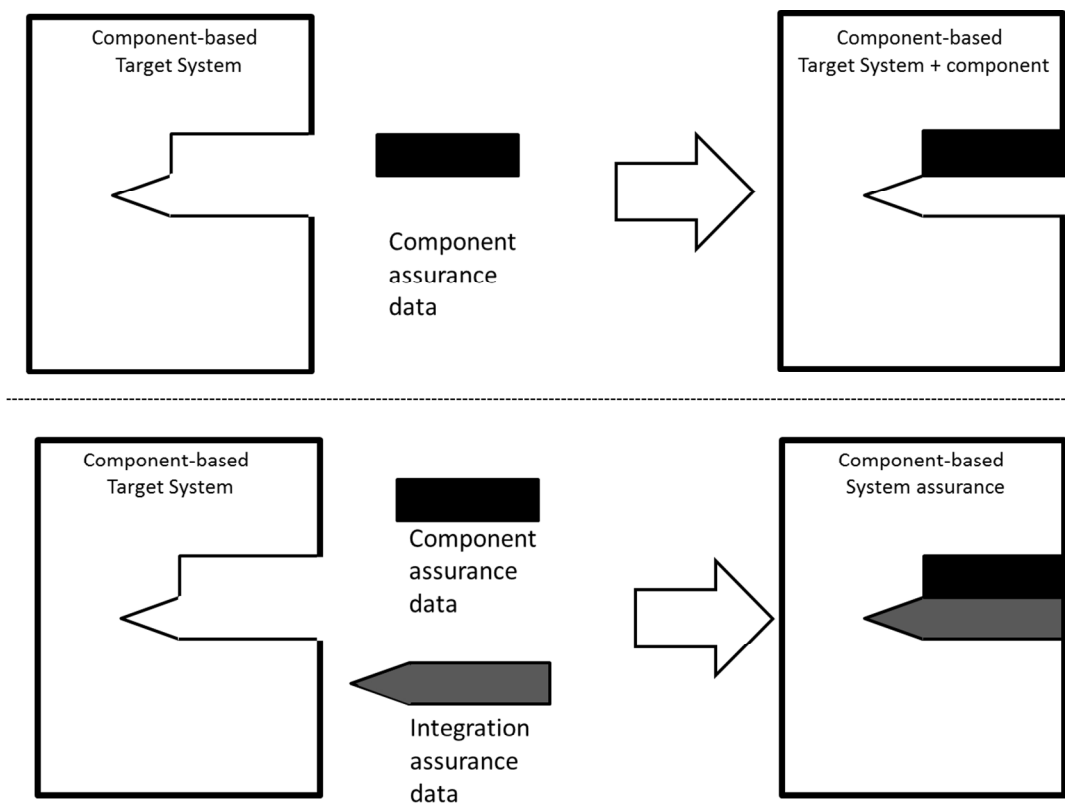 Component-based
Target System
Component
assurance
data
Component-based
Target System + component
Component-based
Target System
Component
assurance
data
Integration
assurance
data
Component-based
System assurance